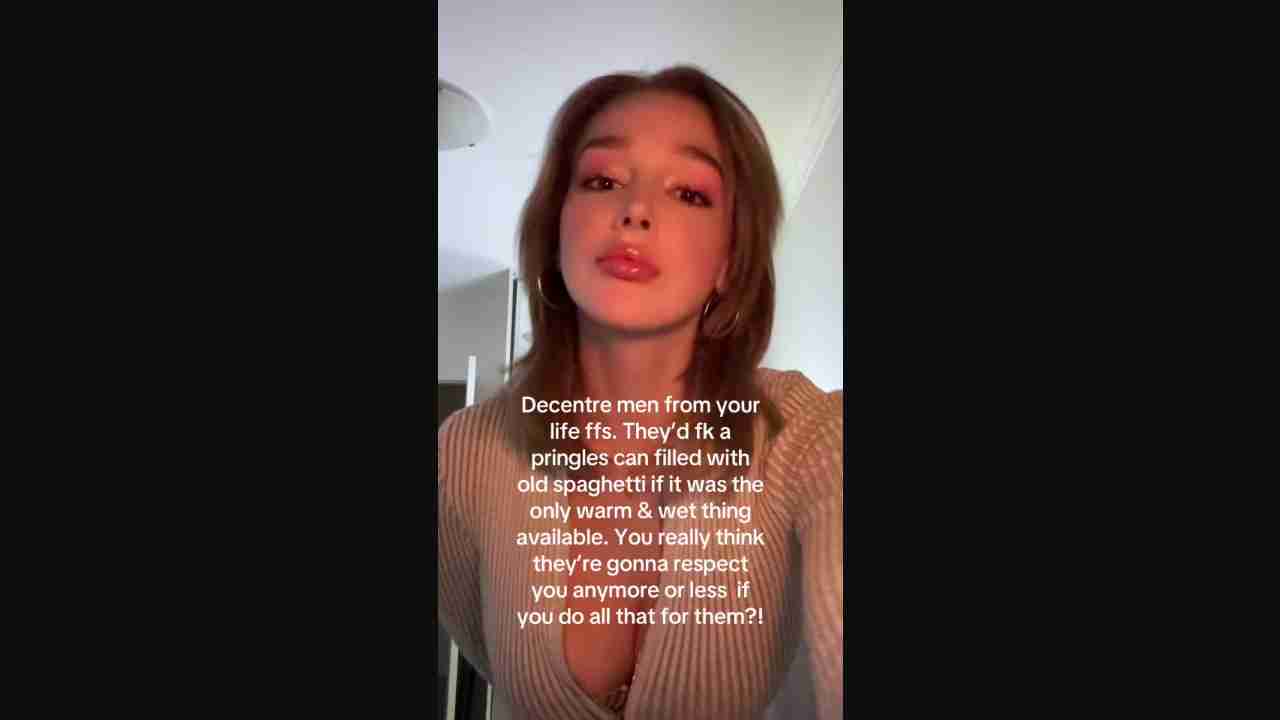 Decentre men from your
life ffs. They’d fk a
pringles can filled with
old spaghetti if it was the
only warm & wet thing
available. You really think
they’re gonna respect
you anymore or less  if
you do all that for them?!